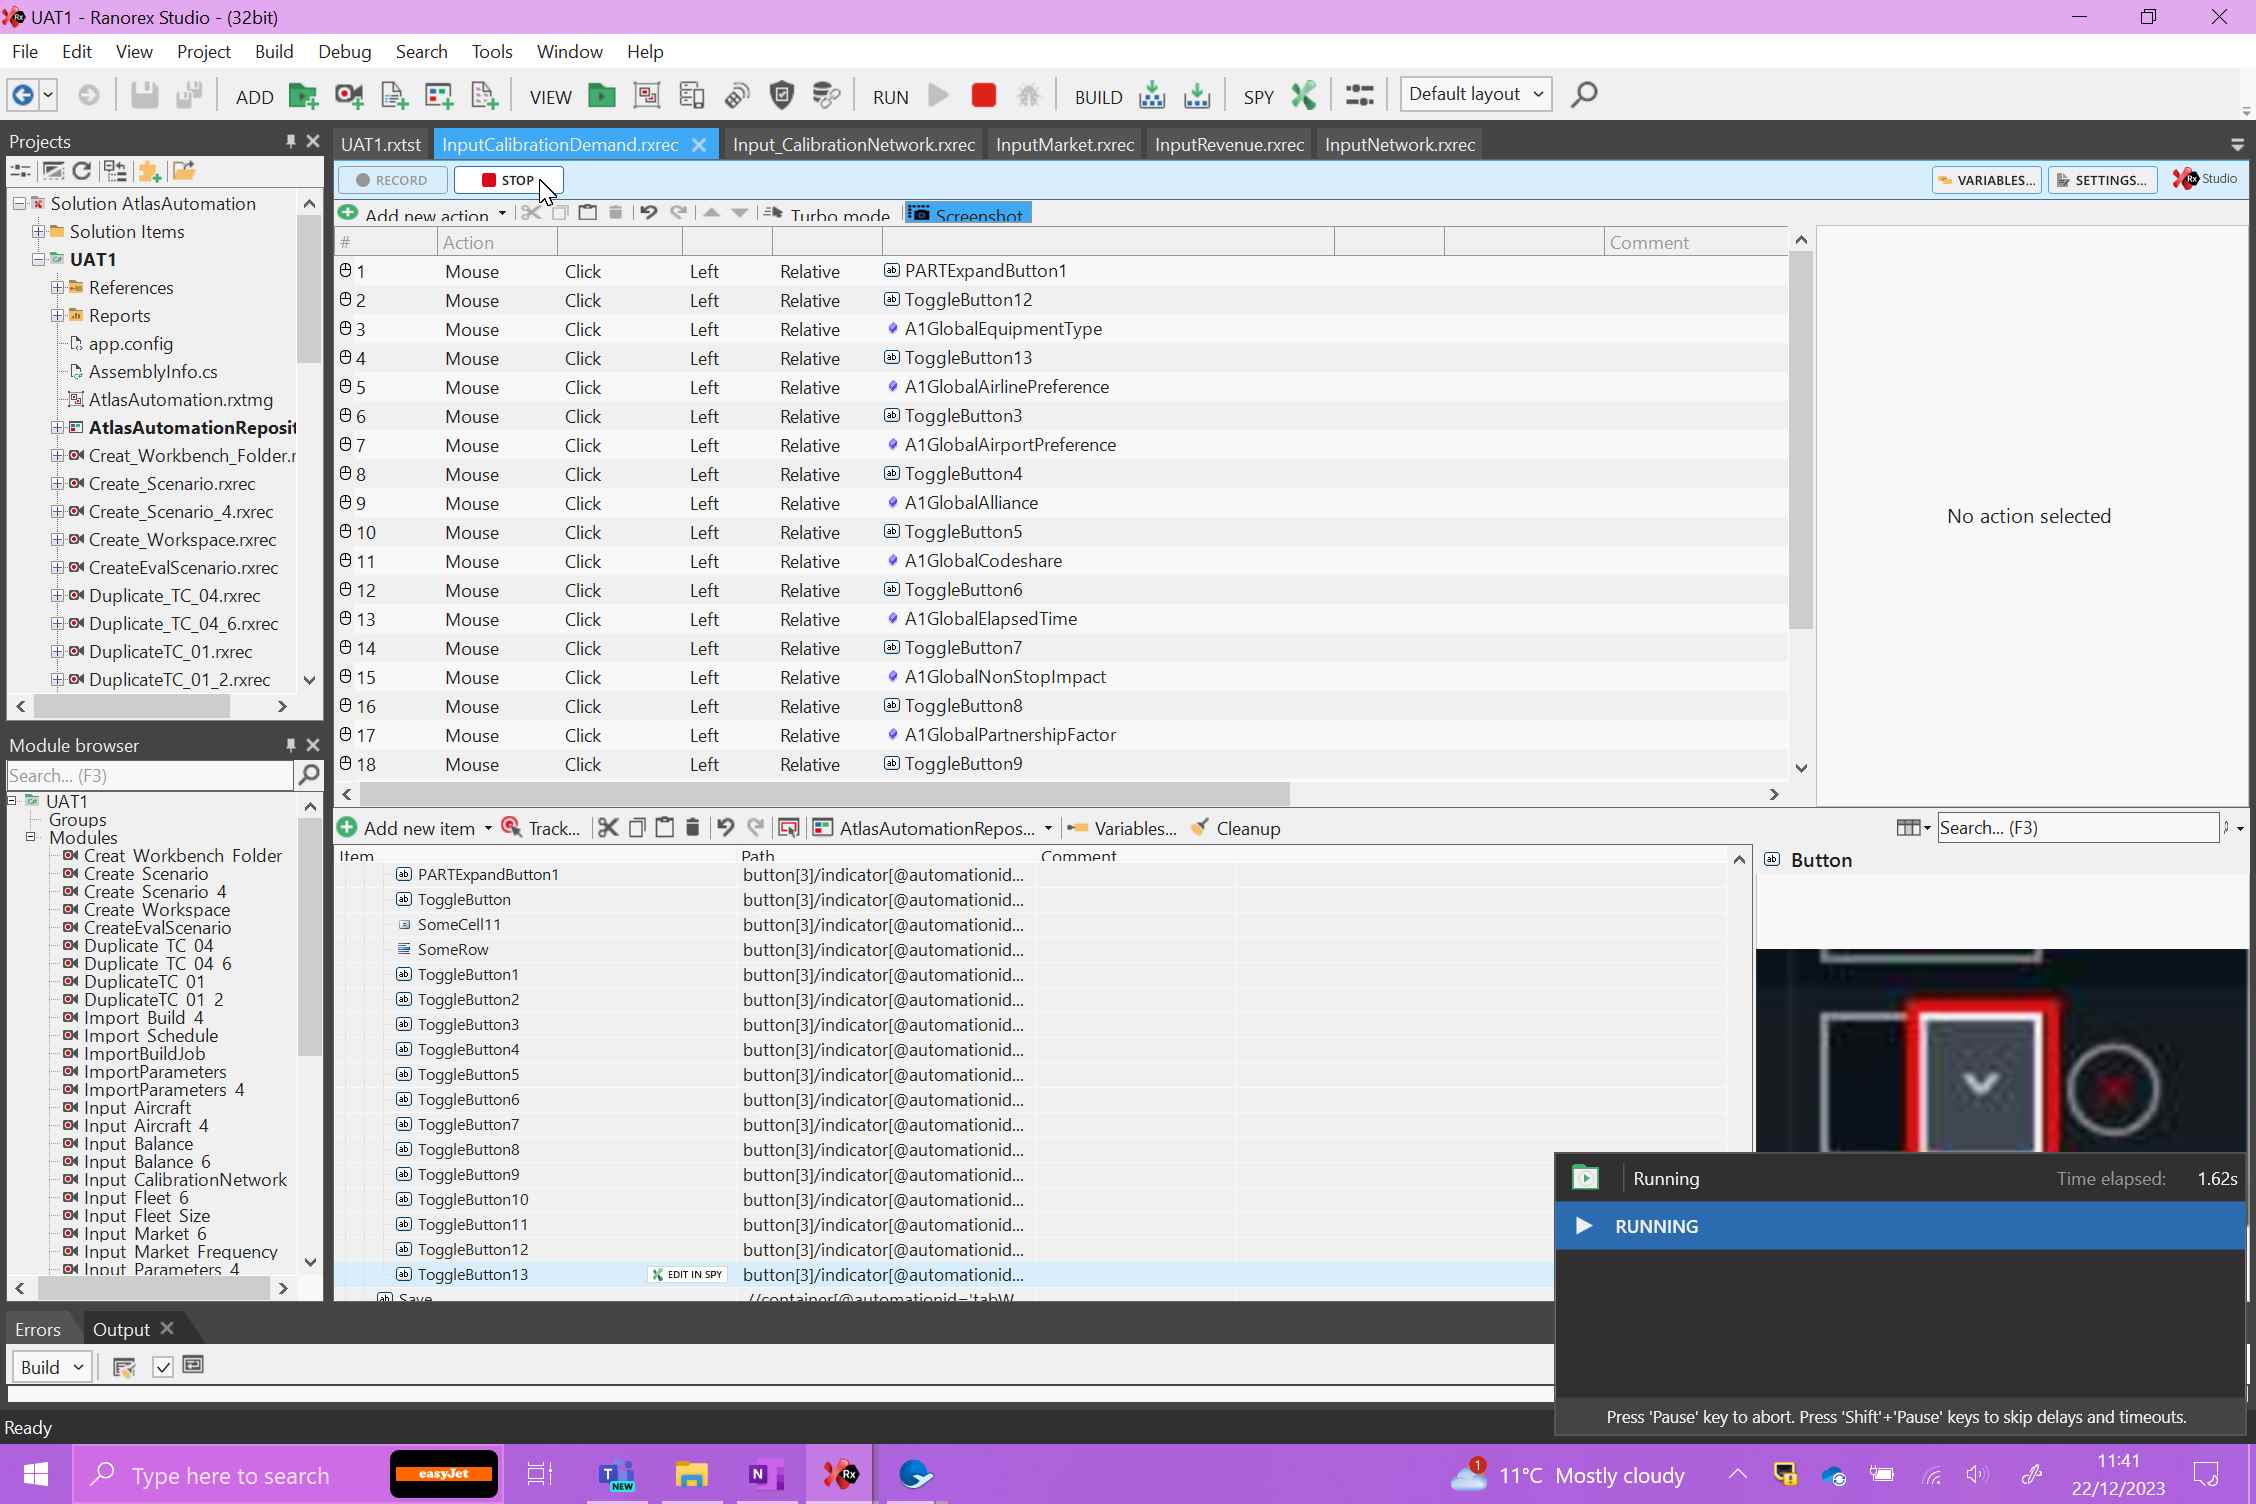 UAT1 - Ranorex Studio - (32bit)
File Edit View Project Build Debug Search Tools Window Help
ADD VIEW RUN BUILD SPY Default layout
Projects
UAT1.rxtst InputCalibrationDemand.rxrec Input_CalibrationNetwork.rxrec InputMarket.rxrec InputRevenue.rxrec InputNetwork.rxrec
RECORD STOP VARIABLES... SETTINGS... Rx Studio
Add new action Turbo mode Screenshot
Solution AtlasAutomation
Solution Items
UAT1
References
Reports
app.config
AssemblyInfo.cs
AtlasAutomation.rxtmg
AtlasAutomationReposit
Creat_Workbench_Folder.r
Create_Scenario.rxrec
Create_Scenario_4.rxrec
Create_Workspace.rxrec
CreateEvalScenario.rxrec
Duplicate_TC_04.rxrec
Duplicate_TC_04_6.rxrec
DuplicateTC_01.rxrec
DuplicateTC_01_2.rxrec
# Action Comment
1 Mouse Click Left Relative PARTExpandButton1
2 Mouse Click Left Relative ToggleButton12
3 Mouse Click Left Relative A1GlobalEquipmentType
4 Mouse Click Left Relative ToggleButton13
5 Mouse Click Left Relative A1GlobalAirlinePreference
6 Mouse Click Left Relative ToggleButton3
7 Mouse Click Left Relative A1GlobalAirportPreference
8 Mouse Click Left Relative ToggleButton4
9 Mouse Click Left Relative A1GlobalAlliance
10 Mouse Click Left Relative ToggleButton5
11 Mouse Click Left Relative A1GlobalCodeshare
12 Mouse Click Left Relative ToggleButton6
13 Mouse Click Left Relative A1GlobalElapsedTime
14 Mouse Click Left Relative ToggleButton7
15 Mouse Click Left Relative A1GlobalNonStopImpact
16 Mouse Click Left Relative ToggleButton8
17 Mouse Click Left Relative A1GlobalPartnershipFactor
18 Mouse Click Left Relative ToggleButton9
No action selected
Module browser
Search... (F3)
UAT1
Groups
Modules
Creat Workbench Folder
Create Scenario
Create Scenario 4
Create Workspace
CreateEvalScenario
Duplicate TC 04
Duplicate TC 04 6
DuplicateTC 01
DuplicateTC 01 2
Import Build 4
Import Schedule
ImportBuildJob
ImportParameters
ImportParameters 4
Input Aircraft
Input Aircraft 4
Input Balance
Input Balance 6
Input CalibrationNetwork
Input Fleet 6
Input Fleet Size
Input Market 6
Input Market Frequency
Input Parameters 4
Add new item Track... AtlasAutomationRepos... Variables... Cleanup Search... (F3)
Item Path Comment
PARTExpandButton1 button[3]/indicator[@automationid...
ToggleButton button[3]/indicator[@automationid...
SomeCell11 button[3]/indicator[@automationid...
SomeRow button[3]/indicator[@automationid...
ToggleButton1 button[3]/indicator[@automationid...
ToggleButton2 button[3]/indicator[@automationid...
ToggleButton3 button[3]/indicator[@automationid...
ToggleButton4 button[3]/indicator[@automationid...
ToggleButton5 button[3]/indicator[@automationid...
ToggleButton6 button[3]/indicator[@automationid...
ToggleButton7 button[3]/indicator[@automationid...
ToggleButton8 button[3]/indicator[@automationid...
ToggleButton9 button[3]/indicator[@automationid...
ToggleButton10 button[3]/indicator[@automationid...
ToggleButton11 button[3]/indicator[@automationid...
ToggleButton12 button[3]/indicator[@automationid...
ToggleButton13 EDIT IN SPY button[3]/indicator[@automationid...
Save //container[@automationid='tabW
Button
Running Time elapsed: 1.62s
RUNNING
Press 'Pause' key to abort. Press 'Shift'+'Pause' keys to skip delays and timeouts.
Errors Output
Build
Ready
Type here to search easyJet NEW 1 11°C Mostly cloudy 11:41
22/12/2023